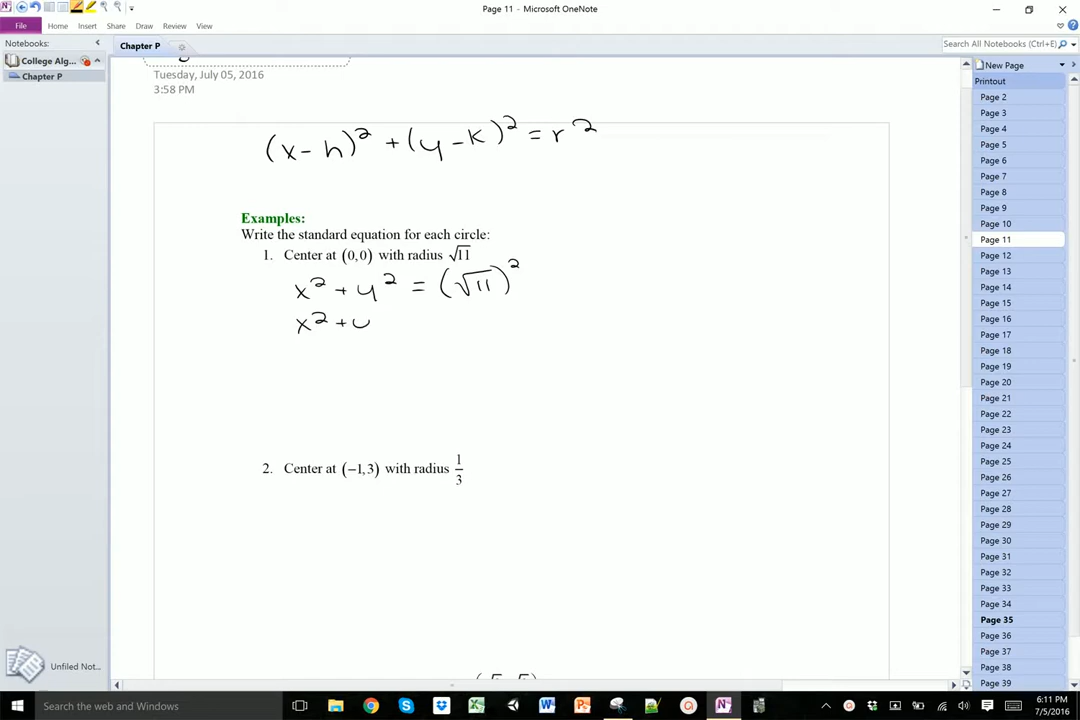 Page 11 - Microsoft OneNote
File Home Insert Share Draw Review View
Notebooks:
College Alg...
Chapter P
Unfiled Not...
Chapter P
Search All Notebooks (Ctrl+E)
Tuesday, July 05, 2016
3:58 PM
(x-h)² + (y-k)² = r²
Examples:
Write the standard equation for each circle:
1. Center at (0,0) with radius √11
x² + y² = (√11)²
x² +
2. Center at (−1,3) with radius 1/3
New Page
Printout
Page 2
Page 3
Page 4
Page 5
Page 6
Page 7
Page 8
Page 9
Page 10
Page 11
Page 12
Page 13
Page 14
Page 15
Page 16
Page 17
Page 18
Page 19
Page 20
Page 21
Page 22
Page 23
Page 24
Page 25
Page 26
Page 27
Page 28
Page 29
Page 30
Page 31
Page 32
Page 33
Page 34
Page 35
Page 36
Page 37
Page 38
Page 39
Search the web and Windows
6:11 PM
7/5/2016